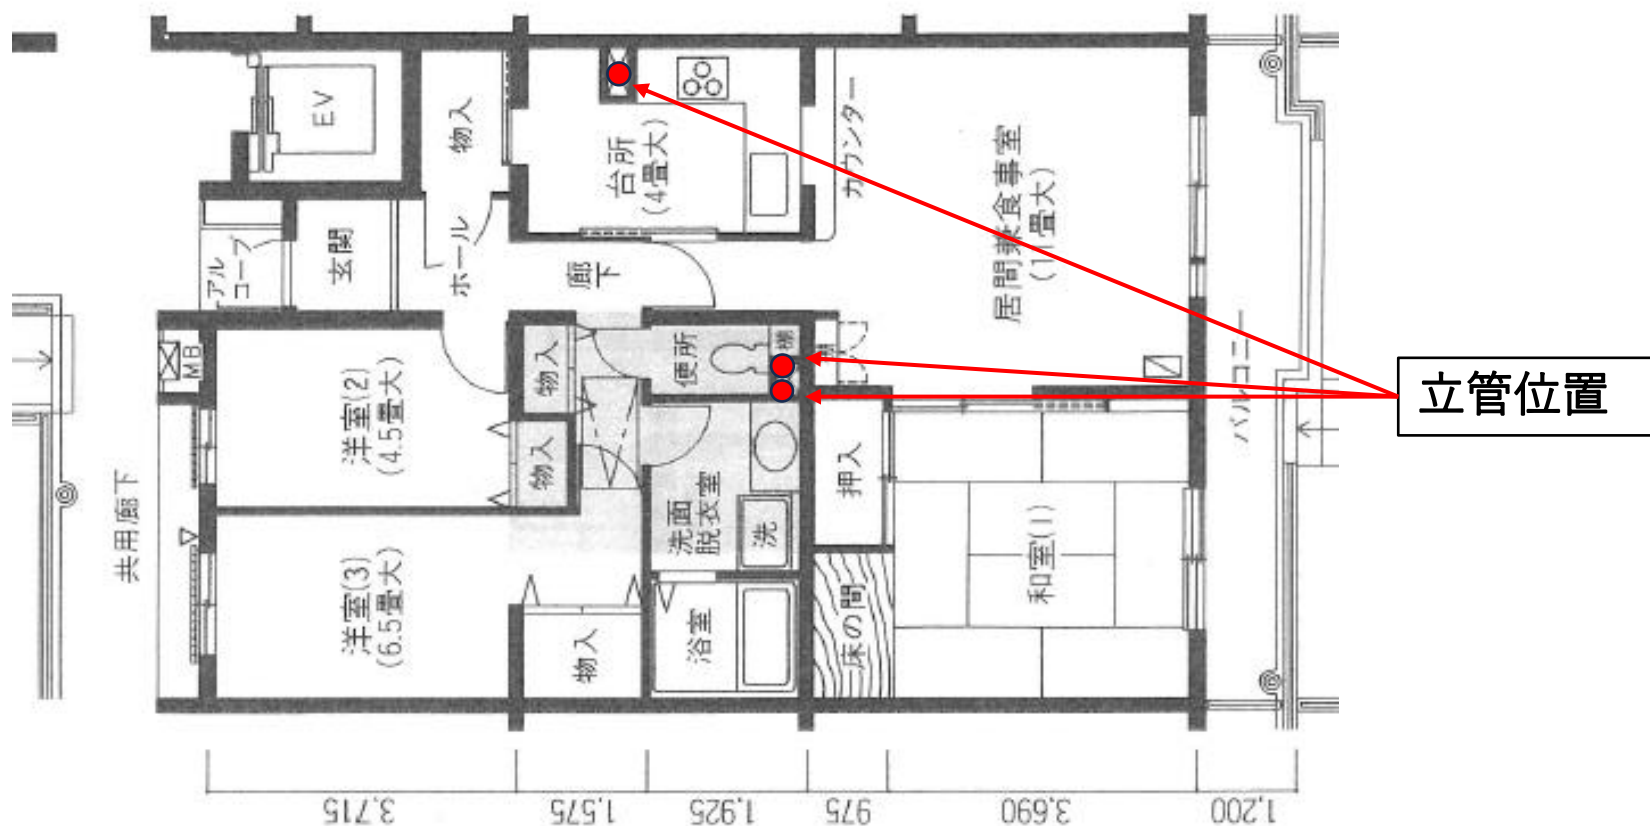 EV
物入
台所
(4畳大)
カウンター
居間兼食事室
(11畳大)
アル
コーブ
玄関
ホール
廊下
MB
洋室(2)
(4.5畳大)
物入
便所
棚
棚
バルコニー
立管位置
物入
洗面
脱衣室
洗
押入
和室(1)
共用廊下
洋室(3)
(6.5畳大)
物入
浴室
床の間
3,715
1,575
1,925
975
3,690
1,200